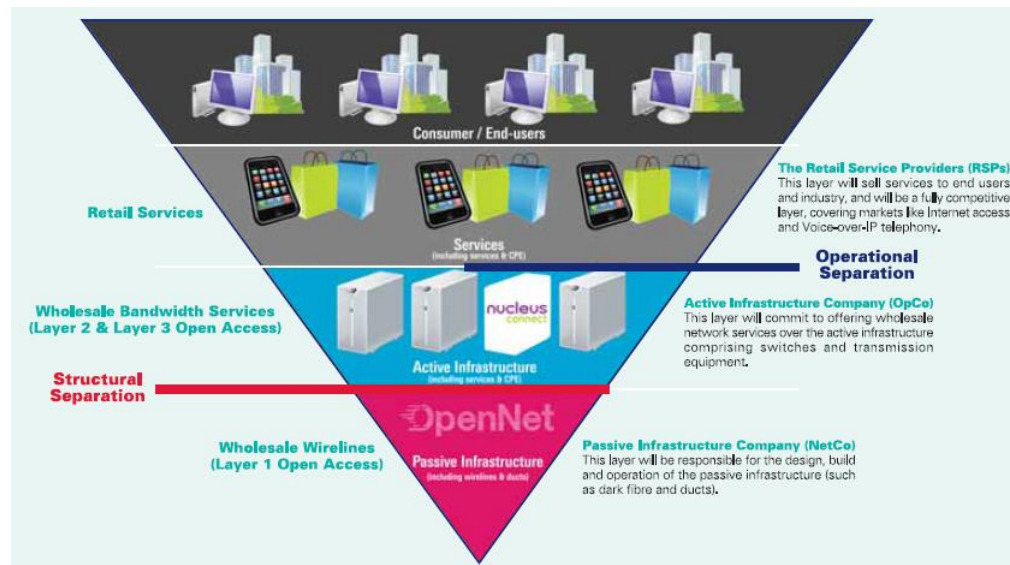 Consumer / End-users
Retail Services
Services
(including services & CPE)
The Retail Service Providers (RSPs)
This layer will sell services to end users
and industry, and will be a fully competitive
layer, covering markets like Internet access
and Voice-over-IP telephony.
Operational
Separation
Wholesale Bandwidth Services
(Layer 2 & Layer 3 Open Access)
nucleus
connect
Active Infrastructure
(including services & CPE)
Active Infrastructure Company (OpCo)
This layer will commit to offering wholesale
network services over the active infrastructure
comprising switches and transmission
equipment.
Structural
Separation
OpenNet
Wholesale Wirelines
(Layer 1 Open Access)
Passive Infrastructure
(including wirelines & ducts)
Passive Infrastructure Company (NetCo)
This layer will be responsible for the design, build
and operation of the passive infrastructure (such
as dark fibre and ducts).